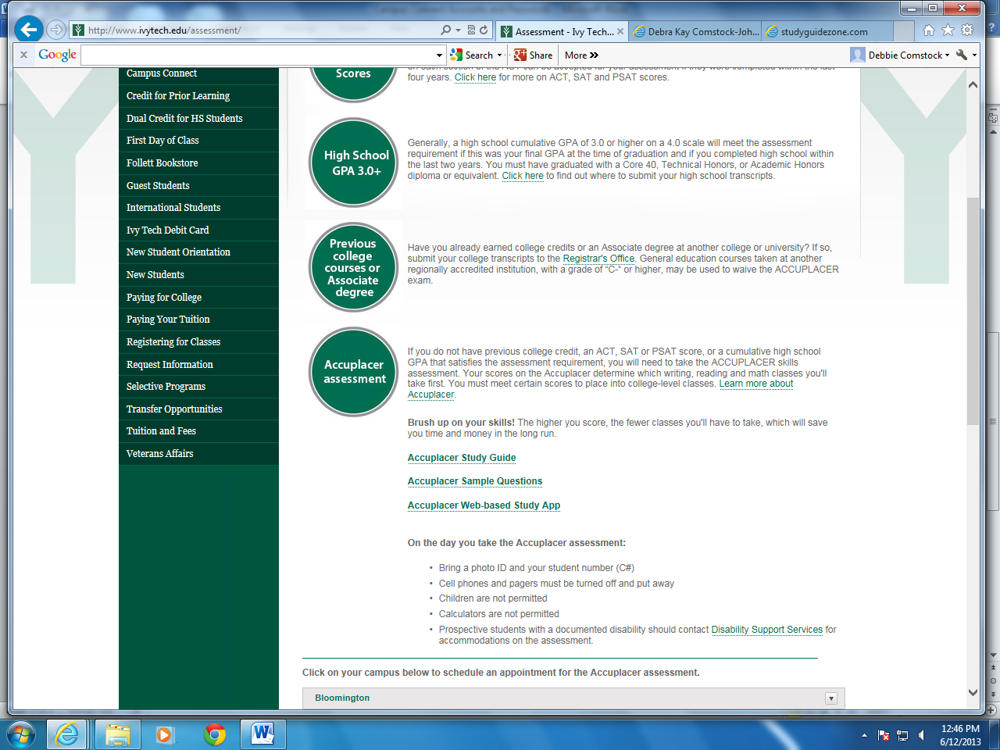 http://www.ivytech.edu/assessment/
Assessment - Ivy Tech...
Debra Kay Comstock-Joh...
studyguidezone.com
x Google
Search
Share
More »
Debbie Comstock
Campus Connect
Credit for Prior Learning
Dual Credit for HS Students
First Day of Class
Follett Bookstore
Guest Students
International Students
Ivy Tech Debit Card
New Student Orientation
New Students
Paying for College
Paying Your Tuition
Registering for Classes
Request Information
Selective Programs
Transfer Opportunities
Tuition and Fees
Veterans Affairs
Scores
four years. Click here for more on ACT, SAT and PSAT scores.
High School
GPA 3.0+
Generally, a high school cumulative GPA of 3.0 or higher on a 4.0 scale will meet the assessment
requirement if this was your final GPA at the time of graduation and if you completed high school within
the last two years. You must have graduated with a Core 40, Technical Honors, or Academic Honors
diploma or equivalent. Click here to find out where to submit your high school transcripts.
Previous
college
courses or
Associate
degree
Have you already earned college credits or an Associate degree at another college or university? If so,
submit your college transcripts to the Registrar's Office. General education courses taken at another
regionally accredited institution, with a grade of "C-" or higher, may be used to waive the ACCUPLACER
exam.
Accuplacer
assessment
If you do not have previous college credit, an ACT, SAT or PSAT score, or a cumulative high school
GPA that satisfies the assessment requirement, you will need to take the ACCUPLACER skills
assessment. Your scores on the Accuplacer determine which writing, reading and math classes you'll
take first. You must meet certain scores to place into college-level classes. Learn more about
Accuplacer.
Brush up on your skills! The higher you score, the fewer classes you'll have to take, which will save
you time and money in the long run.
Accuplacer Study Guide
Accuplacer Sample Questions
Accuplacer Web-based Study App
On the day you take the Accuplacer assessment:
• Bring a photo ID and your student number (C#)
• Cell phones and pagers must be turned off and put away
• Children are not permitted
• Calculators are not permitted
• Prospective students with a documented disability should contact Disability Support Services for
accommodations on the assessment.
Click on your campus below to schedule an appointment for the Accuplacer assessment.
Bloomington
12:46 PM
6/12/2013